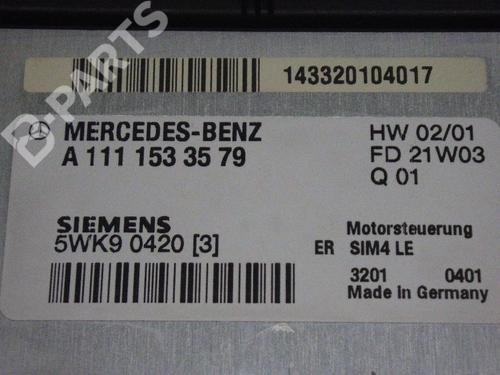 B-PARTS
143320104017
MERCEDES-BENZ
A 111 153 35 79
HW 02/01
FD 21W03
Q 01
SIEMENS
5WK9 0420 [3]
Motorsteuerung
ER SIM4 LE
3201 0401
Made In Germany